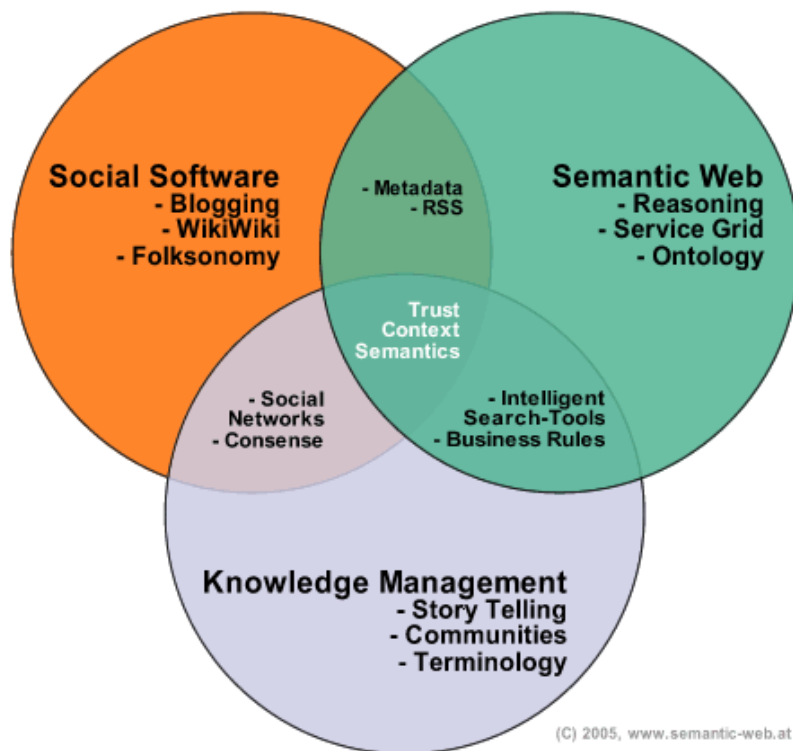 Social Software
- Blogging
- WikiWiki
- Folksonomy
- Metadata
- RSS
Semantic Web
- Reasoning
- Service Grid
- Ontology
Trust
Context
Semantics
- Social
Networks
- Consense
- Intelligent
Search-Tools
- Business Rules
Knowledge Management
- Story Telling
- Communities
- Terminology
(C) 2005, www.semantic-web.at